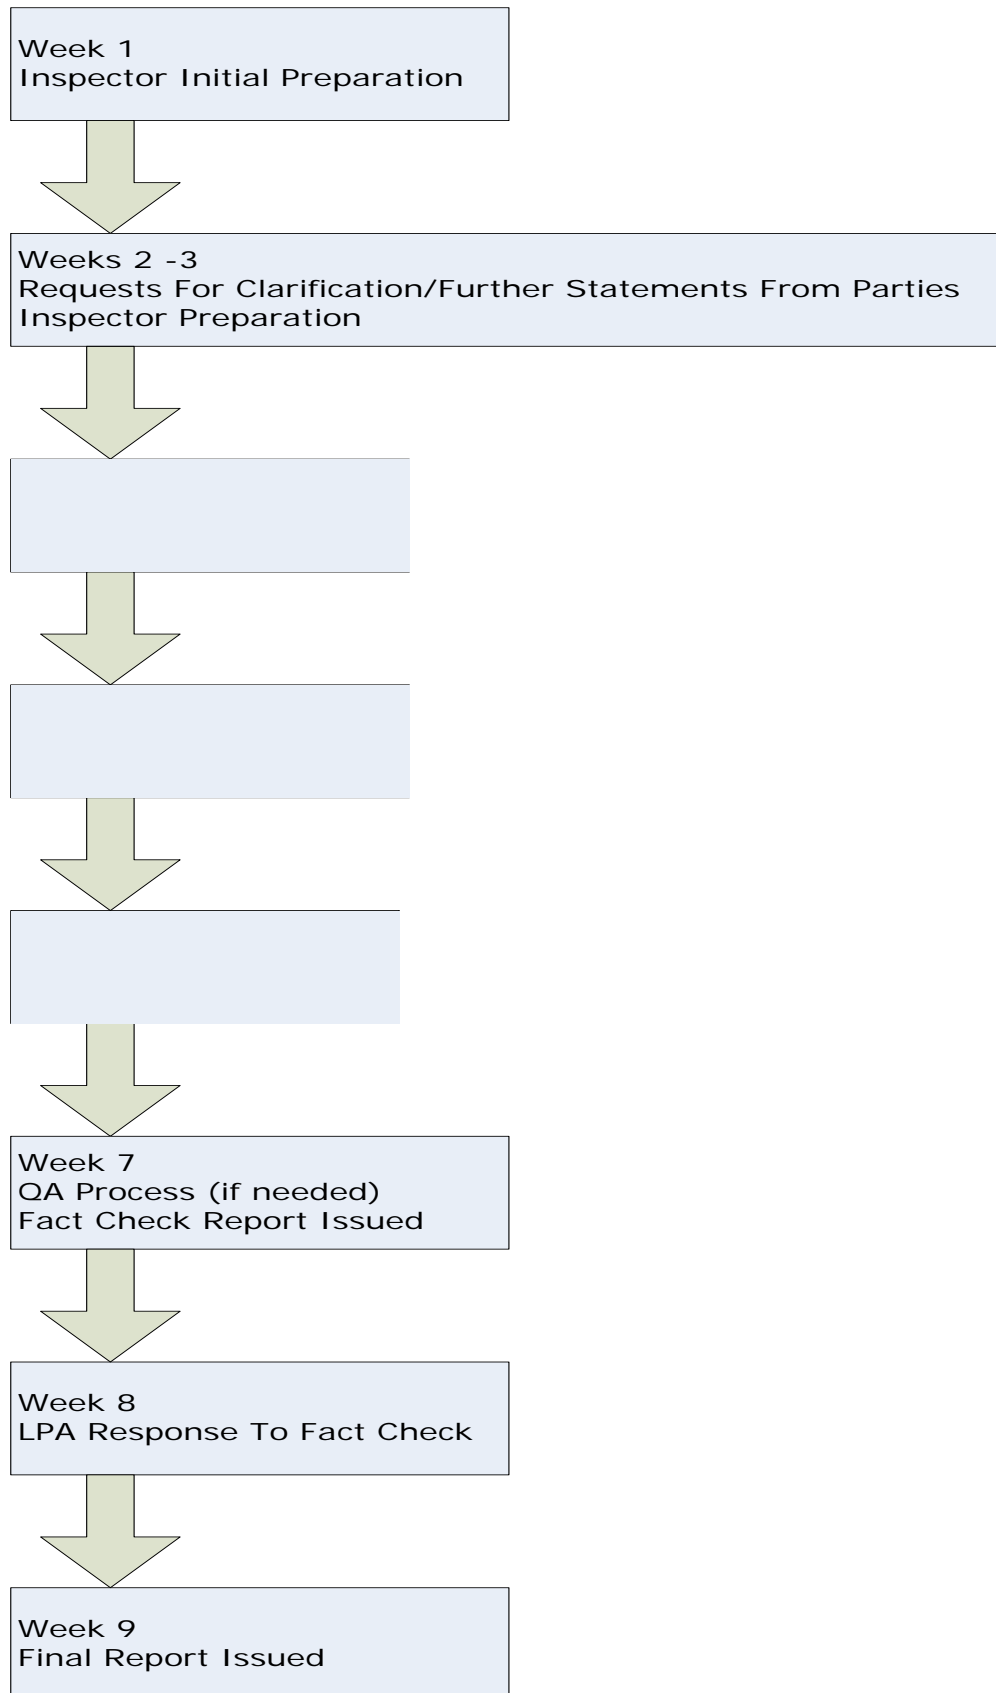 Week 1
Inspector Initial Preparation
Weeks 2 -3
Requests For Clarification/Further Statements From Parties
Inspector Preparation
Week 7
QA Process (if needed)
Fact Check Report Issued
Week 8
LPA Response To Fact Check
Week 9
Final Report Issued